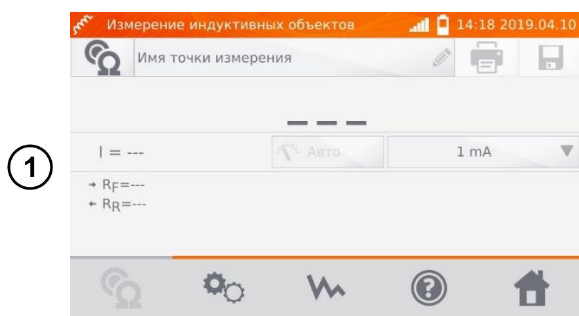 Измерение индуктивных объектов 14:18 2019.04.10
Имя точки измерения
---
I = --- Авто 1 mA
→ RF=---
← RR=---
1
?